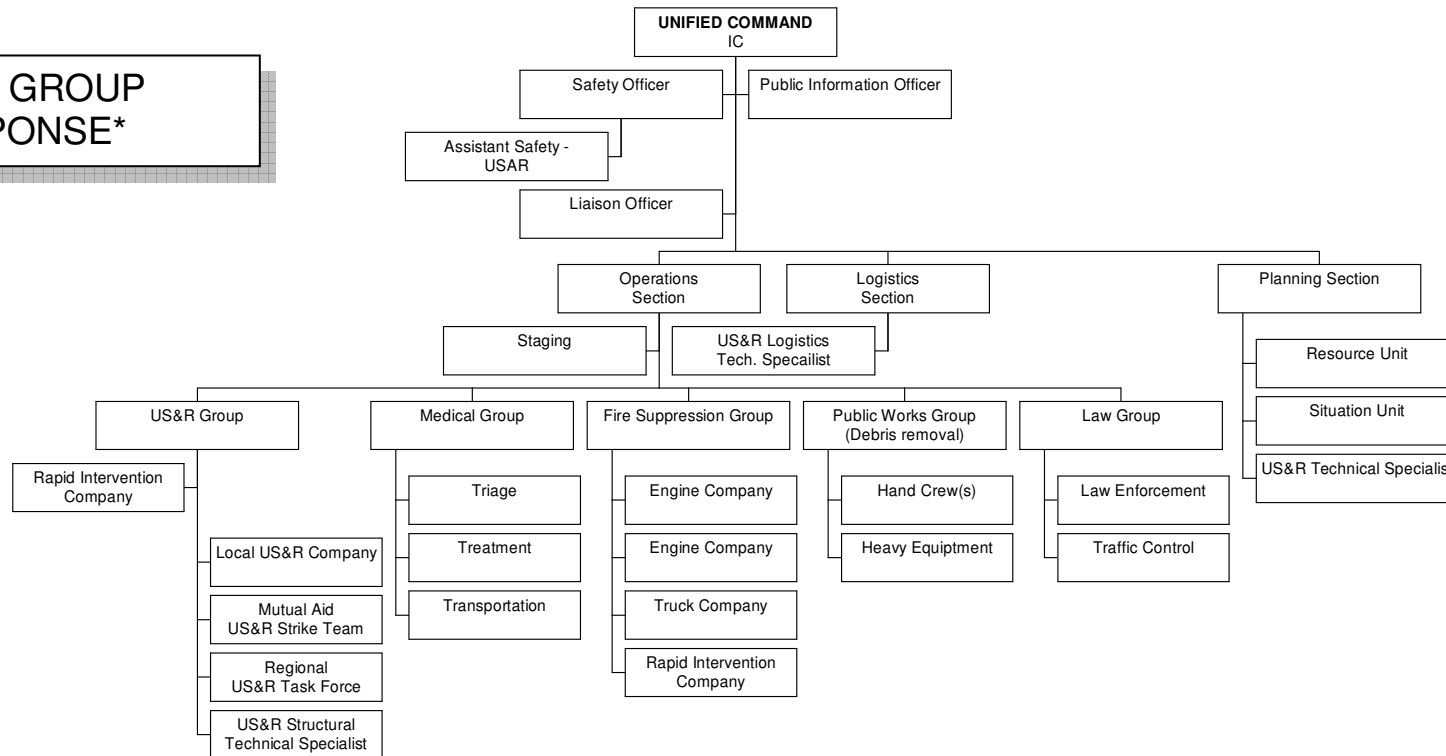 UNIFIED COMMAND
IC
GROUP
PONSE*
Safety Officer
Public Information Officer
Assistant Safety -
USAR
Liaison Officer
Operations
Section
Logistics
Section
Planning Section
Staging
US&R Logistics
Tech. Specailist
Resource Unit
Situation Unit
US&R Technical Specialis
US&R Group
Medical Group
Fire Suppression Group
Public Works Group
(Debris removal)
Law Group
Rapid Intervention
Company
Local US&R Company
Mutual Aid
US&R Strike Team
Regional
US&R Task Force
US&R Structural
Technical Specialist
Triage
Treatment
Transportation
Engine Company
Engine Company
Truck Company
Rapid Intervention
Company
Hand Crew(s)
Heavy Equiptment
Law Enforcement
Traffic Control